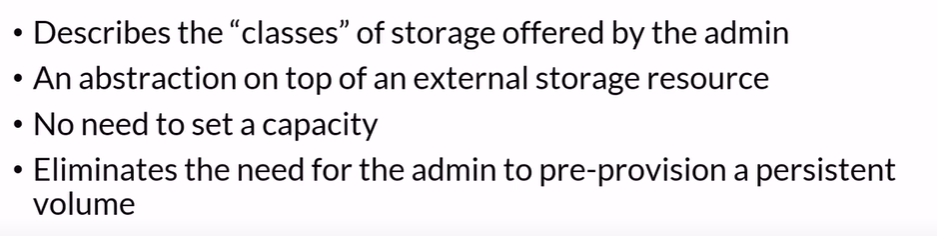 • Describes the “classes” of storage offered by the admin
• An abstraction on top of an external storage resource
• No need to set a capacity
• Eliminates the need for the admin to pre-provision a persistent
volume